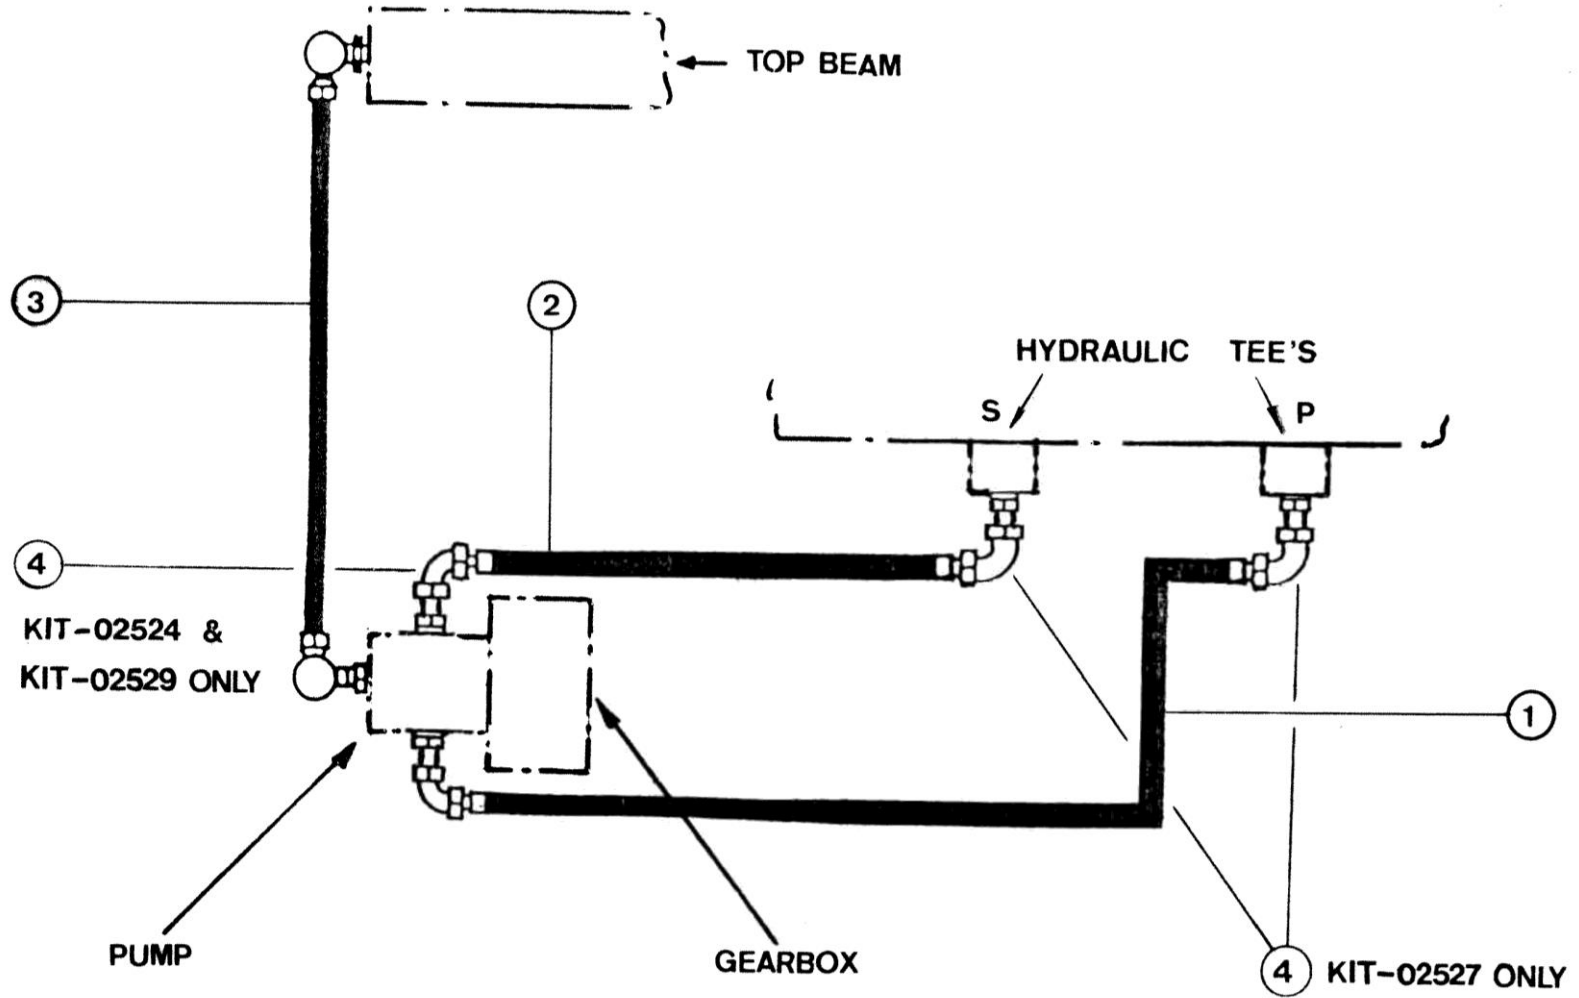 TOP BEAM
3
2
HYDRAULIC TEE'S
S P
4
KIT-02524 &
KIT-02529 ONLY
1
PUMP
GEARBOX
4 KIT-02527 ONLY